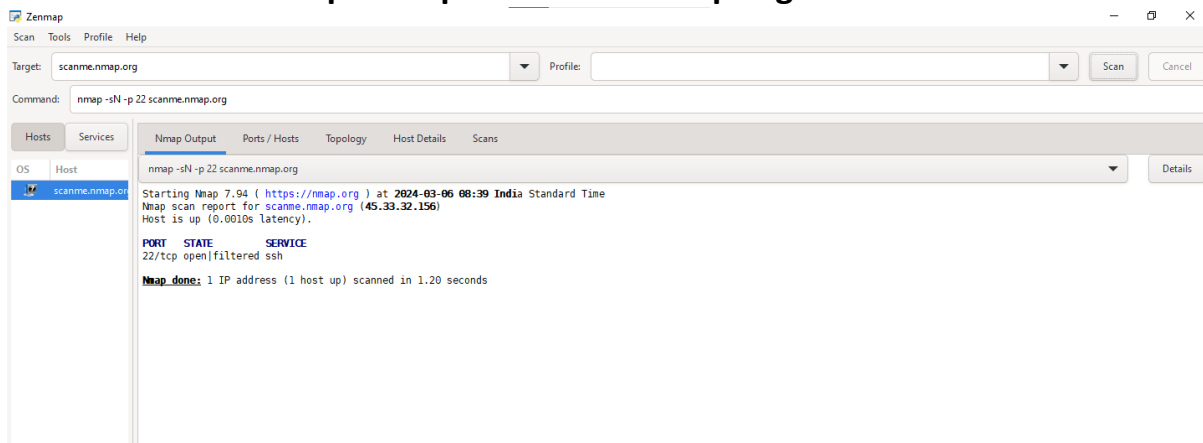 Zenmap
Scan Tools Profile Help
Target: scanme.nmap.org Profile: Scan Cancel
Command: nmap -sN -p 22 scanme.nmap.org
Hosts Services Nmap Output Ports / Hosts Topology Host Details Scans
OS Host nmap -sN -p 22 scanme.nmap.org Details
scanme.nmap.or
Starting Nmap 7.94 ( https://nmap.org ) at 2024-03-06 08:39 India Standard Time
Nmap scan report for scanme.nmap.org (45.33.32.156)
Host is up (0.0010s latency).
PORT STATE SERVICE
22/tcp open|filtered ssh
Nmap done: 1 IP address (1 host up) scanned in 1.20 seconds